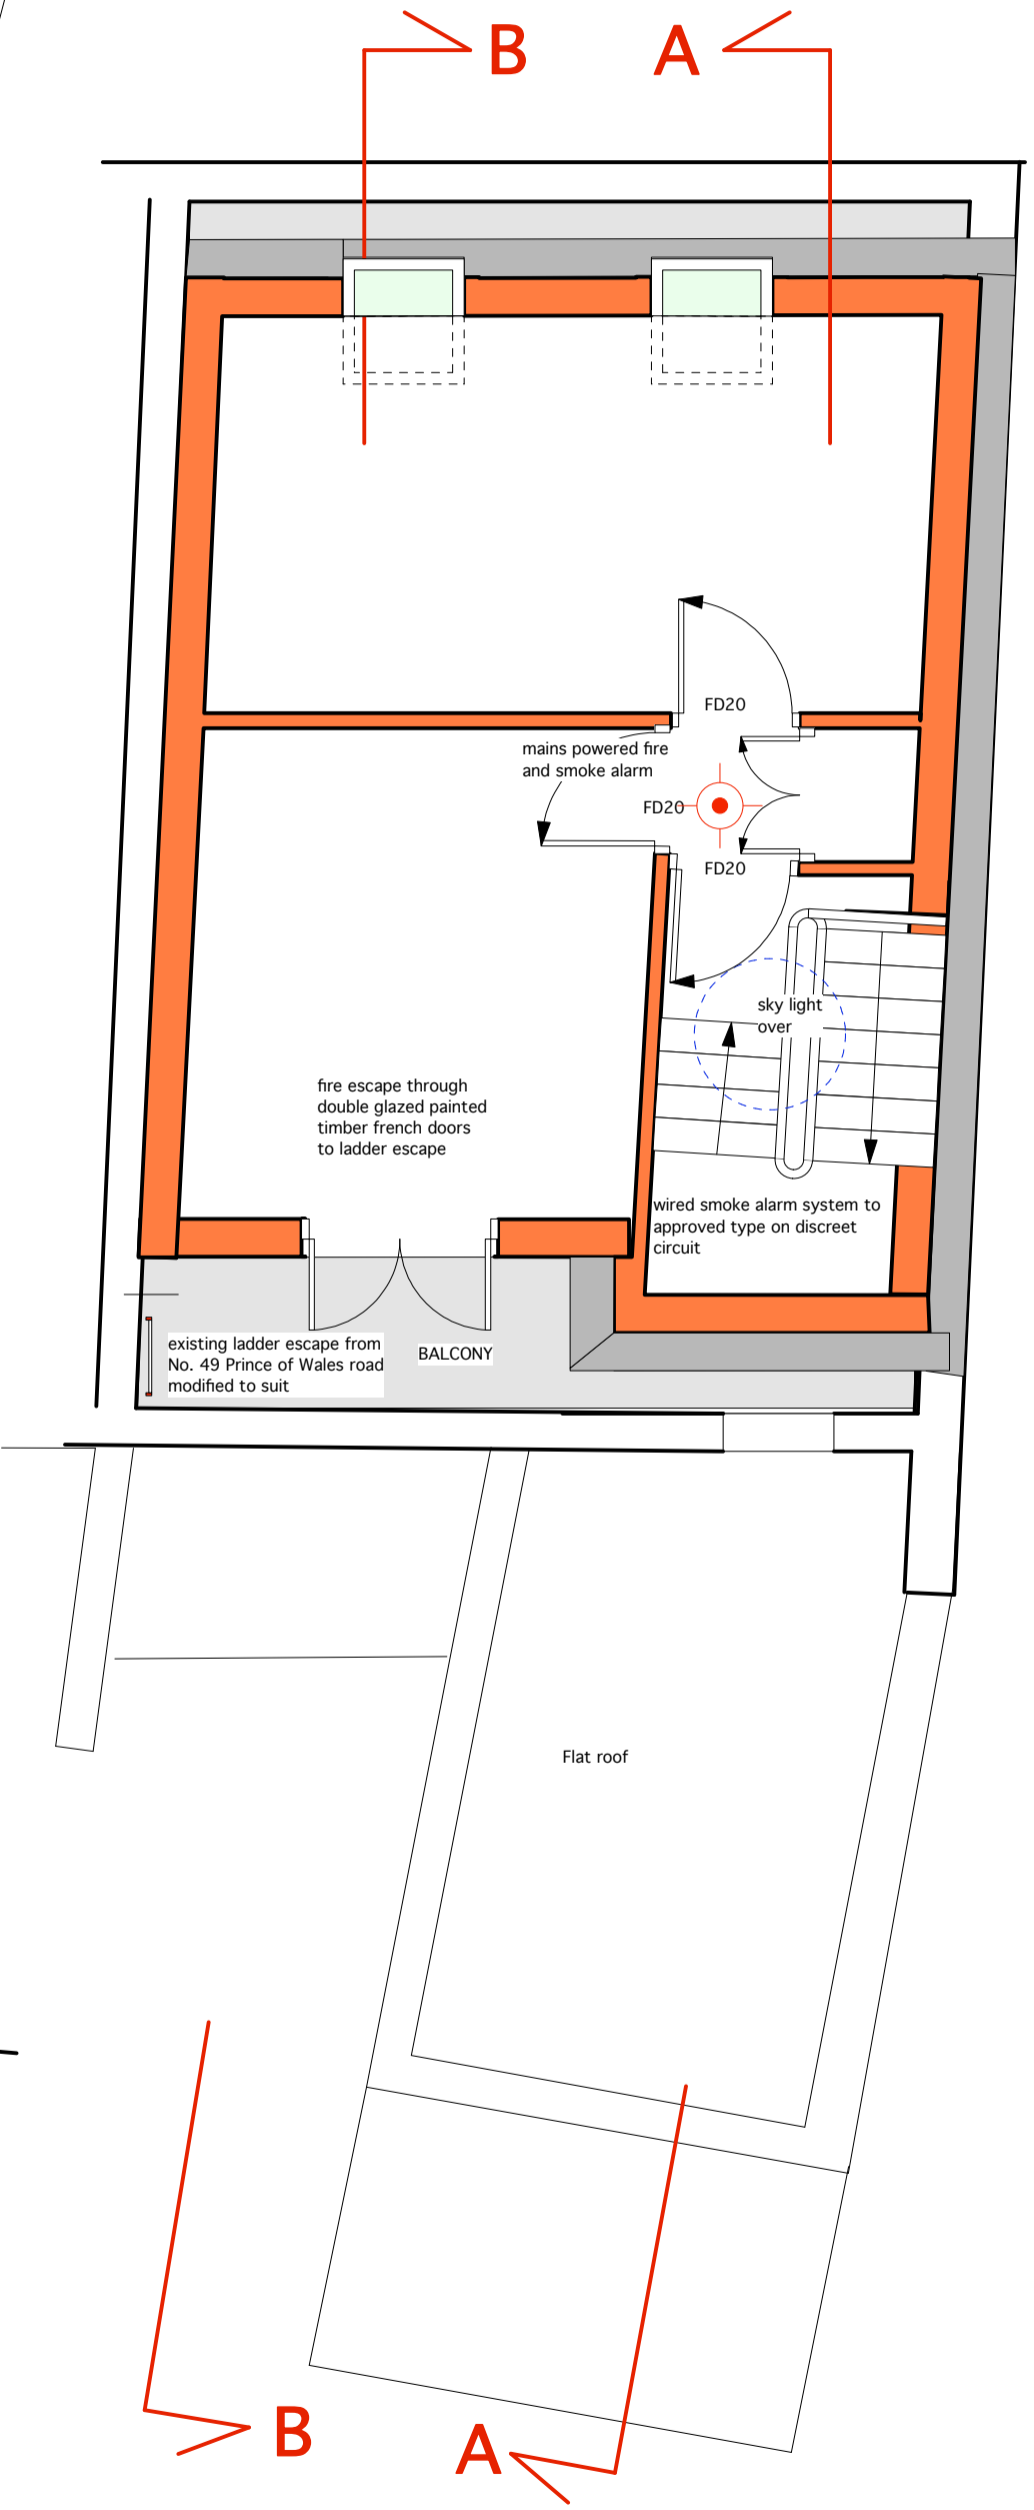 B
A
FD20
mains powered fire
and smoke alarm
FD20
FD20
sky light
over
fire escape through
double glazed painted
timber french doors
to ladder escape
wired smoke alarm system to
approved type on discreet
circuit
existing ladder escape from
No. 49 Prince of Wales road
modified to suit
BALCONY
Flat roof
B
A